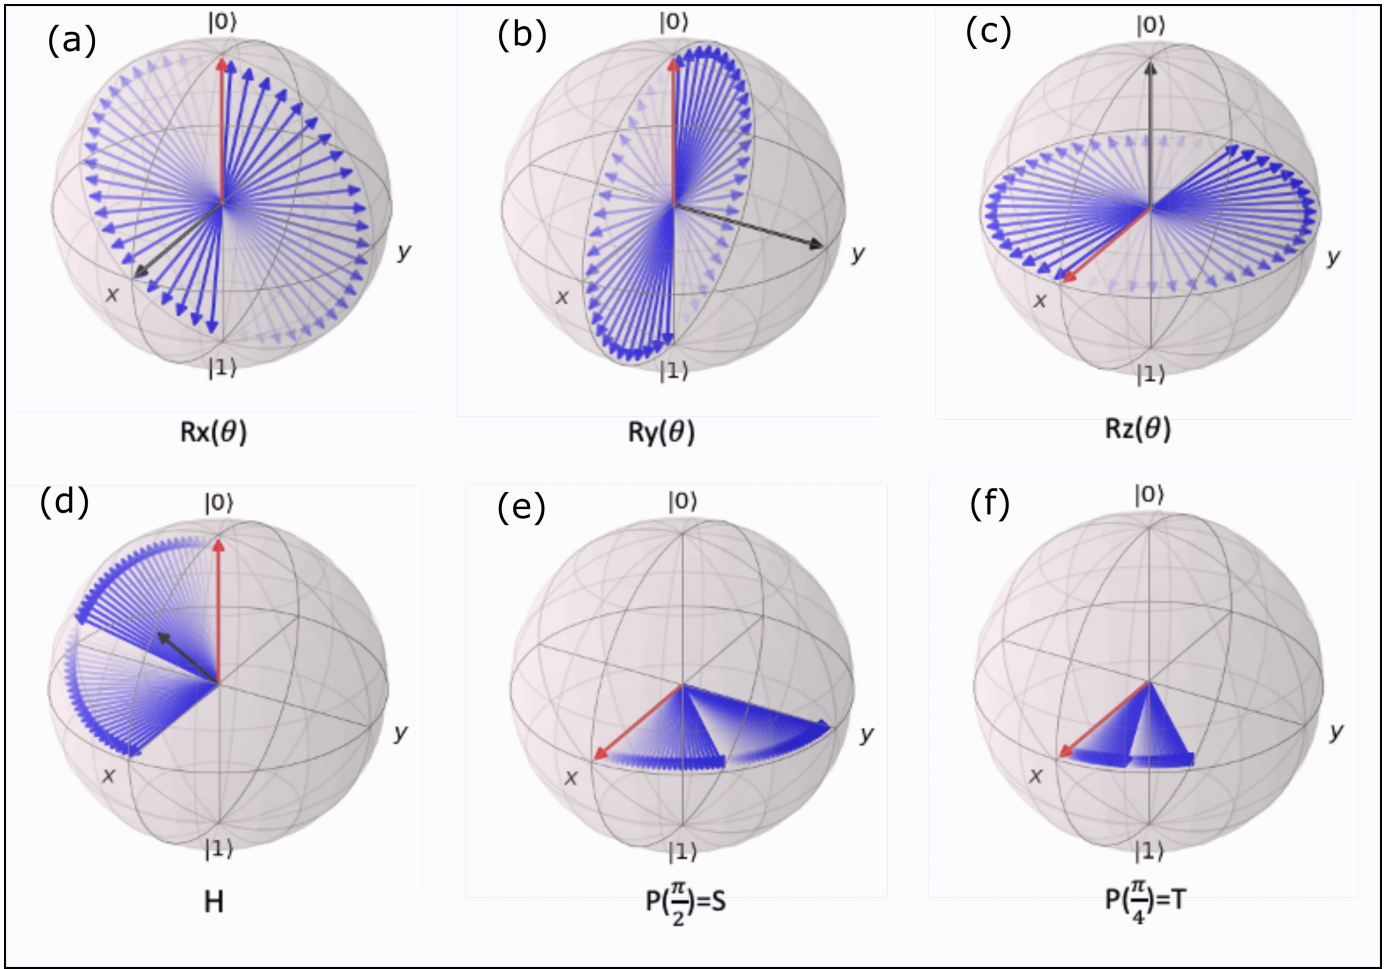 (a) |0⟩ (b) |0⟩ (c) |0⟩
y y y
x x x
|1⟩ |1⟩ |1⟩
Rx(θ) Ry(θ) Rz(θ)
(d) |0⟩ (e) |0⟩ (f) |0⟩
y y y
x x x
|1⟩ |1⟩ |1⟩
H P(π/2)=S P(π/4)=T